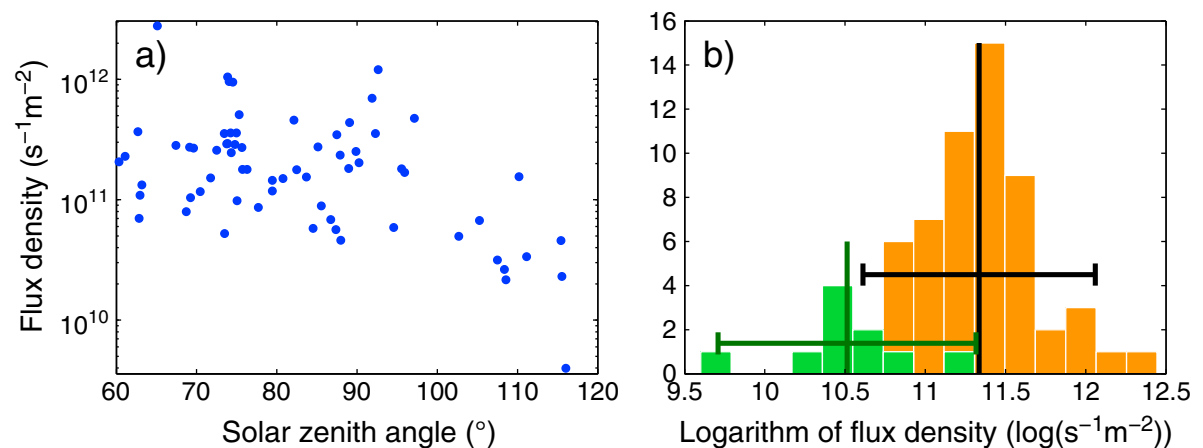 a)
10¹²
10¹¹
10¹⁰
Flux density (s⁻¹m⁻²)
60 70 80 90 100 110 120
Solar zenith angle (°)
b)
16
14
12
10
8
6
4
2
0
9.5 10 10.5 11 11.5 12 12.5
Logarithm of flux density (log(s⁻¹m⁻²))